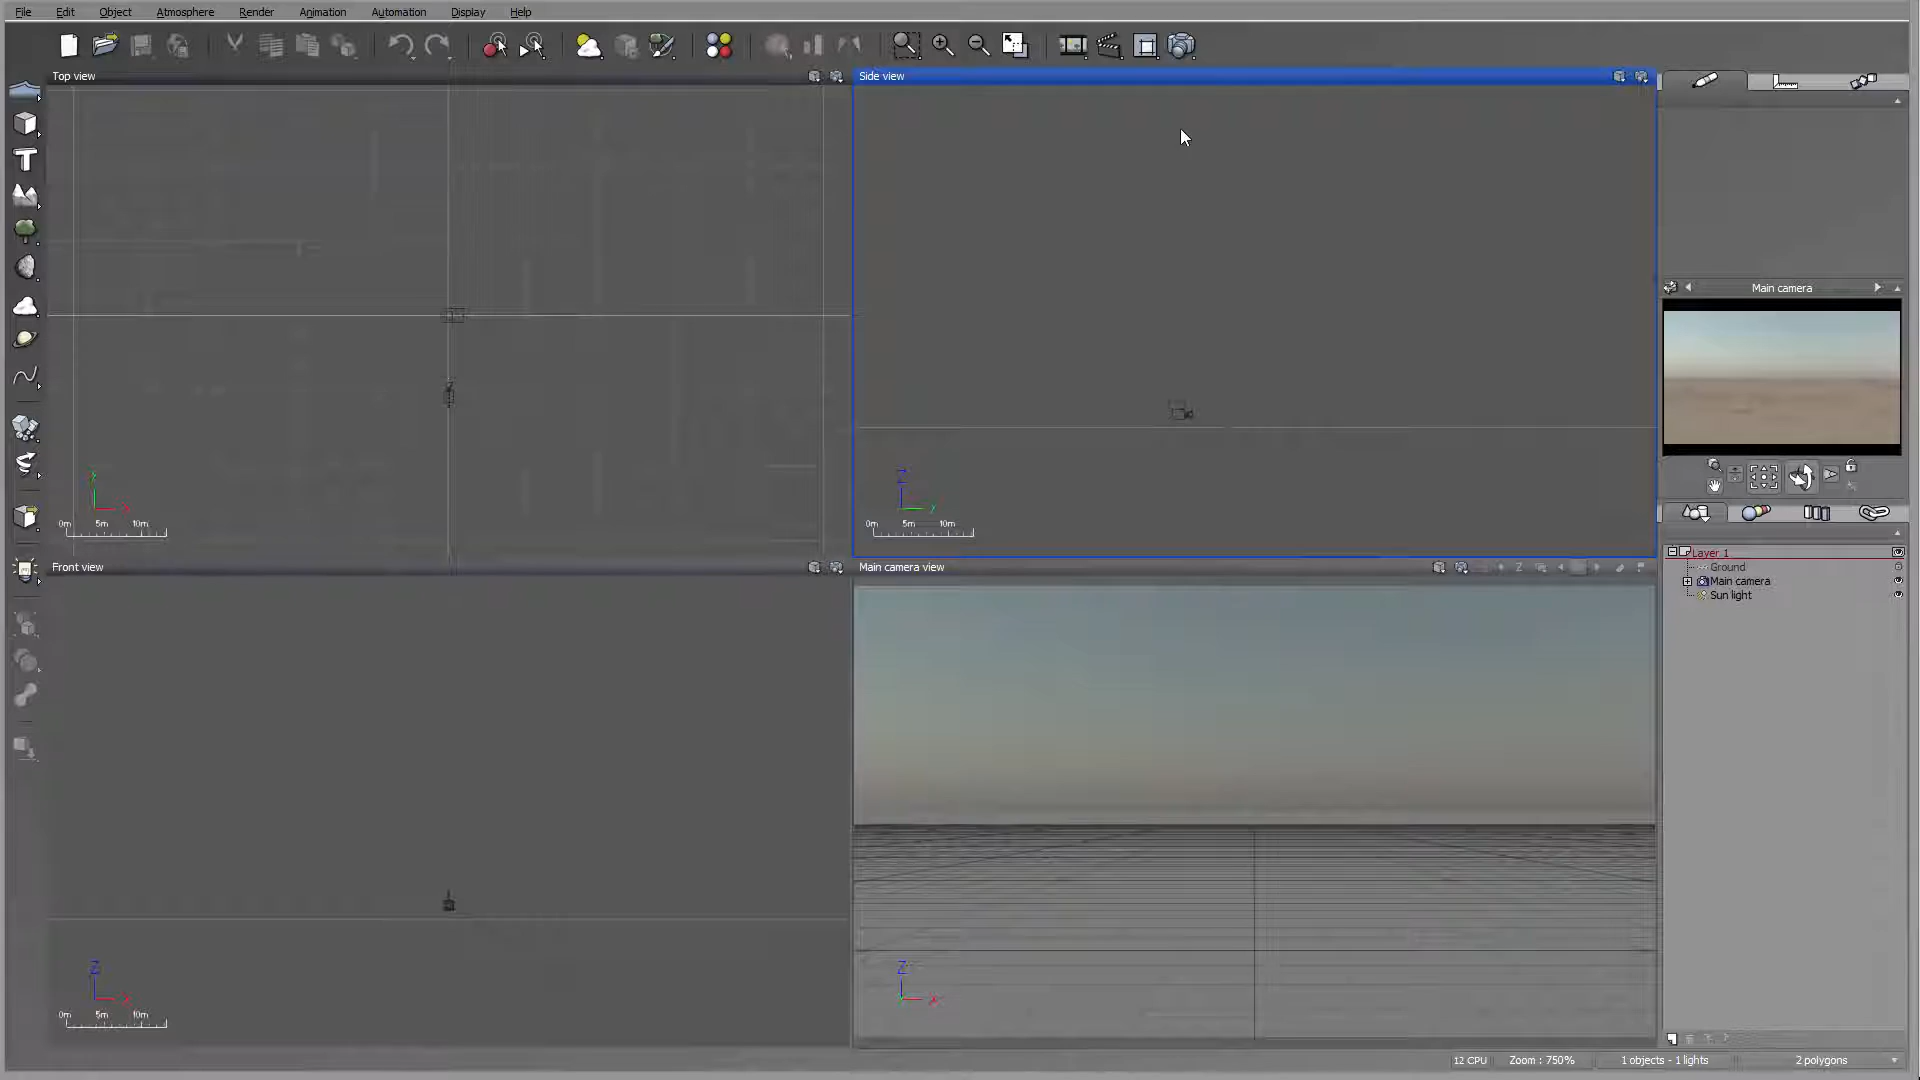 File Edit Object Atmosphere Render Animation Automation Display Help
Top view
Side view
Main camera
y
x
0m 5m 10m
z
y
0m 5m 10m
Layer 1
Ground
Main camera
Sun light
Front view
Main camera view
Z
x
0m 5m 10m
Z
x
12 CPU Zoom : 750% 1 objects - 1 lights 2 polygons